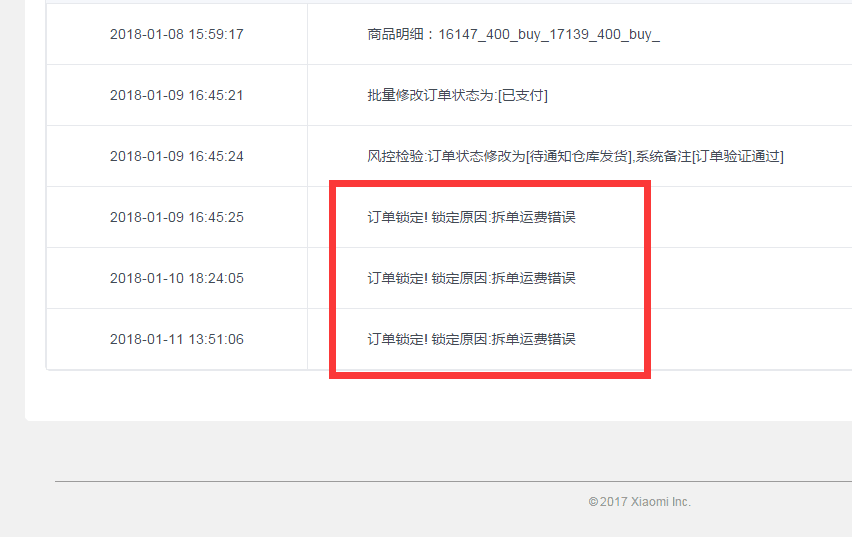 2018-01-08 15:59:17 商品明细：16147_400_buy_17139_400_buy_
2018-01-09 16:45:21 批量修改订单状态为:[已支付]
2018-01-09 16:45:24 风控检验:订单状态修改为[待通知仓库发货],系统备注[订单验证通过]
2018-01-09 16:45:25 订单锁定! 锁定原因:拆单运费错误
2018-01-10 18:24:05 订单锁定! 锁定原因:拆单运费错误
2018-01-11 13:51:06 订单锁定! 锁定原因:拆单运费错误
©2017 Xiaomi Inc.